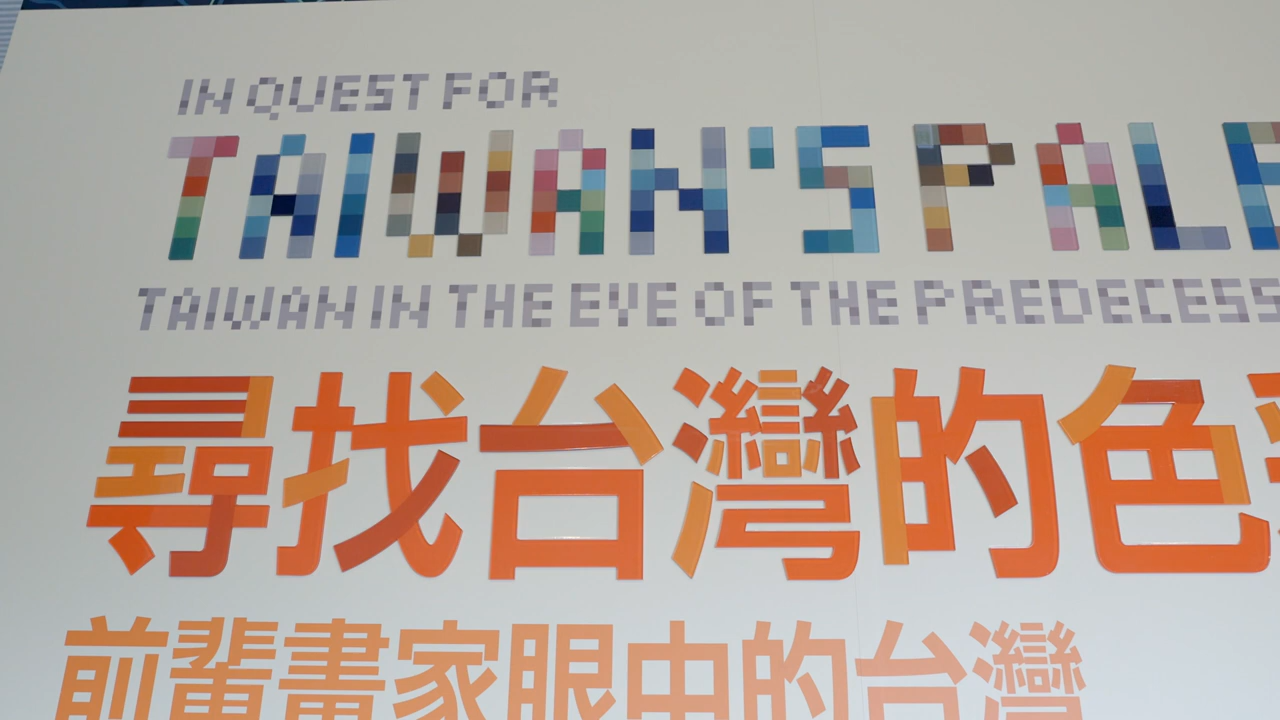 IN QUEST FOR
TAIWAN'S PALE
TAIWAN IN THE EYE OF THE PREDECESS
尋找台灣的色
前輩畫家眼中的台灣